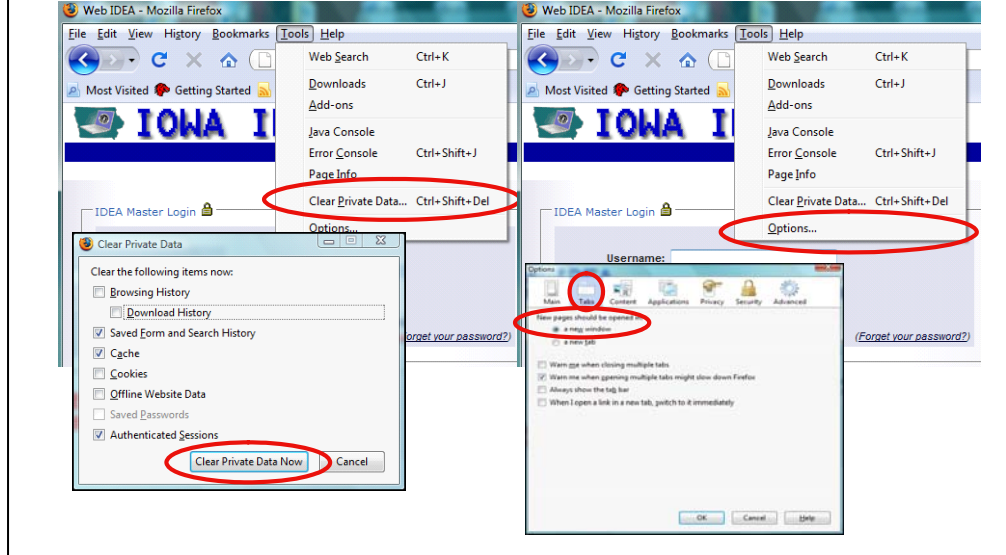 Web IDEA - Mozilla Firefox
File Edit View History Bookmarks Tools Help
Web Search Ctrl+K
Downloads Ctrl+J
Add-ons
Java Console
Error Console Ctrl+Shift+J
Page Info
Clear Private Data... Ctrl+Shift+Del
Options...
Most Visited Getting Started
IOWA I
IDEA Master Login
orget your password?)
Clear Private Data
Clear the following items now:
Browsing History
Download History
Saved Form and Search History
Cache
Cookies
Offline Website Data
Saved Passwords
Authenticated Sessions
Clear Private Data Now Cancel
Web IDEA - Mozilla Firefox
File Edit View History Bookmarks Tools Help
Web Search Ctrl+K
Downloads Ctrl+J
Add-ons
Java Console
Error Console Ctrl+Shift+J
Page Info
Clear Private Data... Ctrl+Shift+Del
Options...
Most Visited Getting Started
IOWA I
IDEA Master Login
Username:
(Forget your password?)
Options
Main Tabs Content Applications Privacy Security Advanced
New pages should be opened
a new window
a new tab
Warn me when closing multiple tabs
Warn me when opening multiple tabs might slow down Firefox
Always show the tab bar
When I open a link in a new tab, switch to it immediately
OK Cancel Help